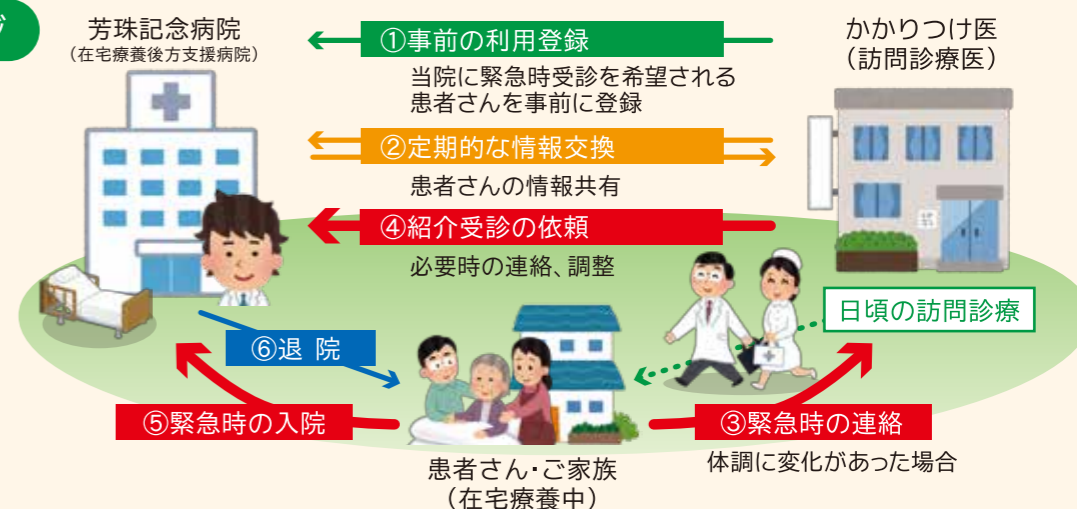 芳珠記念病院
(在宅療養後方支援病院)
①事前の利用登録
当院に緊急時受診を希望される
患者さんを事前に登録
かかりつけ医
(訪問診療医)
②定期的な情報交換
患者さんの情報共有
④紹介受診の依頼
必要時の連絡、調整
日頃の訪問診療
⑥退 院
⑤緊急時の入院
③緊急時の連絡
体調に変化があった場合
患者さん・ご家族
(在宅療養中)